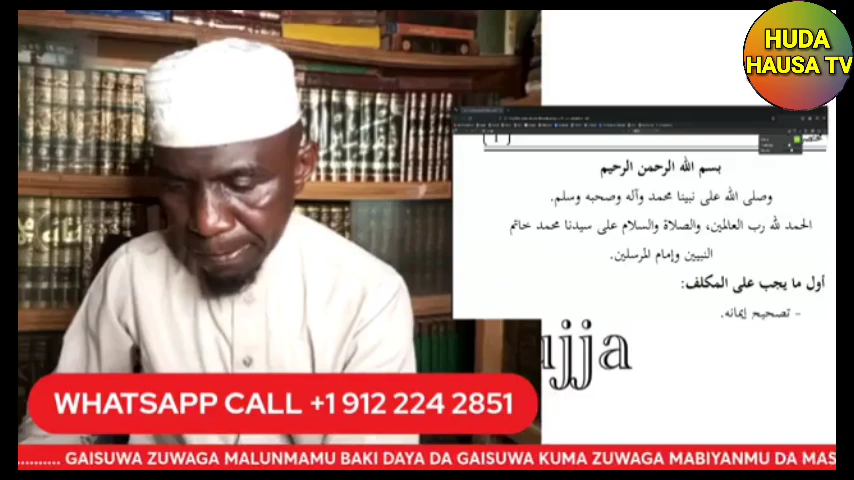 HUDA
HAUSA TV
بسم الله الرحمن الرحيم
وصلى الله على نبينا محمد وآله وصحبه وسلم.
الحمد لله رب العالمين، والصلاة والسلام على سيدنا محمد خاتم
النبيين وإمام المرسلين.
أول ما يجب على المكلف:
- تصحيح إيمانه.
ujja
WHATSAPP CALL +1 912 224 2851
........... GAISUWA ZUWAGA MALUNMAMU BAKI DAYA DA GAISUWA KUMA ZUWAGA MABIYANMU DA MAS